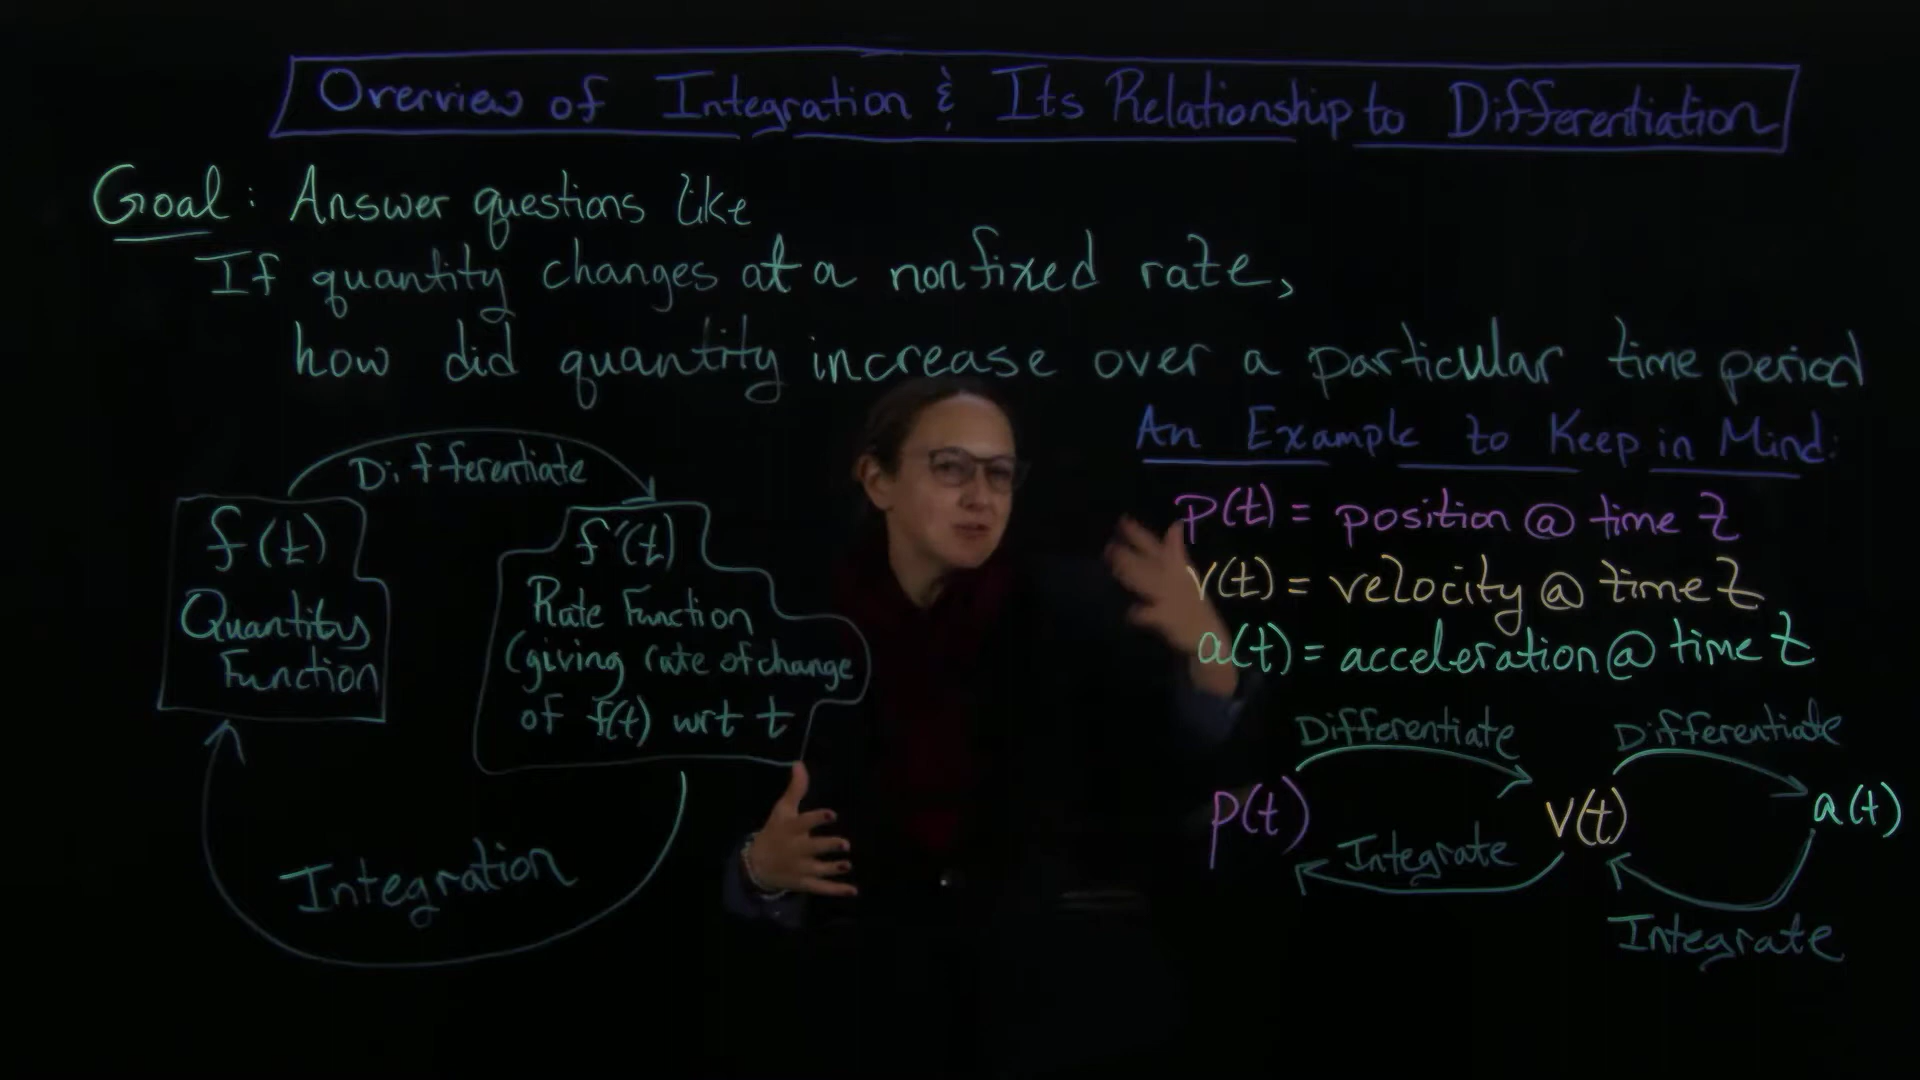 Overview of Integration & Its Relationship to Differentiation
Goal: Answer questions like
If quantity changes at a nonfixed rate,
how did quantity increase over a particular time period
Differentiate
f(t)
Quantity
Function
f'(t)
Rate Function
(giving rate of change
of f(t) wrt t
Integration
An Example to Keep in Mind:
p(t) = position @ time t
v(t) = velocity @ time t
a(t) = acceleration @ time t
Differentiate Differentiate
p(t) v(t) a(t)
Integrate
Integrate